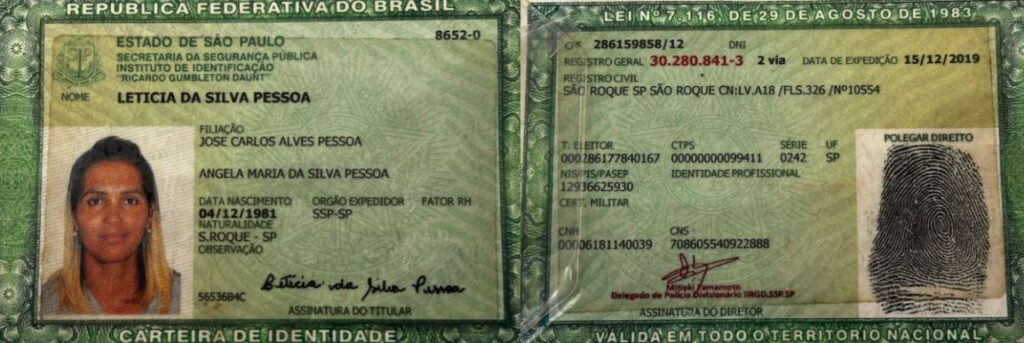 REPÚBLICA FEDERATIVA DO BRASIL
8652-0
ESTADO DE SÃO PAULO
SECRETARIA DA SEGURANÇA PÚBLICA
INSTITUTO DE IDENTIFICAÇÃO
"RICARDO GUMBLETON DAUNT"
NOME LETICIA DA SILVA PESSOA
FILIAÇÃO
JOSE CARLOS ALVES PESSOA
ANGELA MARIA DA SILVA PESSOA
DATA NASCIMENTO ORGÃO EXPEDIDOR FATOR RH
04/12/1981 SSP-SP
NATURALIDADE
S.ROQUE - SP
OBSERVAÇÃO
56536B4C
Leticia da Silva Pessoa
ASSINATURA DO TITULAR
CARTEIRA DE IDENTIDADE
LEI Nº 7.116, DE 29 DE AGOSTO DE 1983
CPF 286159858/12 DNI
REGISTRO GERAL 30.280.841-3 2 via DATA DE EXPEDIÇÃO 15/12/2019
REGISTRO CIVIL
SÃO ROQUE SP SÃO ROQUE CN:LV.A18 /FLS.326 /Nº10554
POLEGAR DIREITO
T. ELEITOR CTPS SÉRIE UF
000286177840167 00000000099411 0242 SP
NIS/PIS/PASEP IDENTIDADE PROFISSIONAL
12936625930
CERT. MILITAR
CNH CNS
00006181140039 708605540922888
Mitiaki Yamamoto
Delegado de Polícia Divisionário IIRGD.SSP.SP
ASSINATURA DO DIRETOR
VÁLIDA EM TODO O TERRITÓRIO NACIONAL